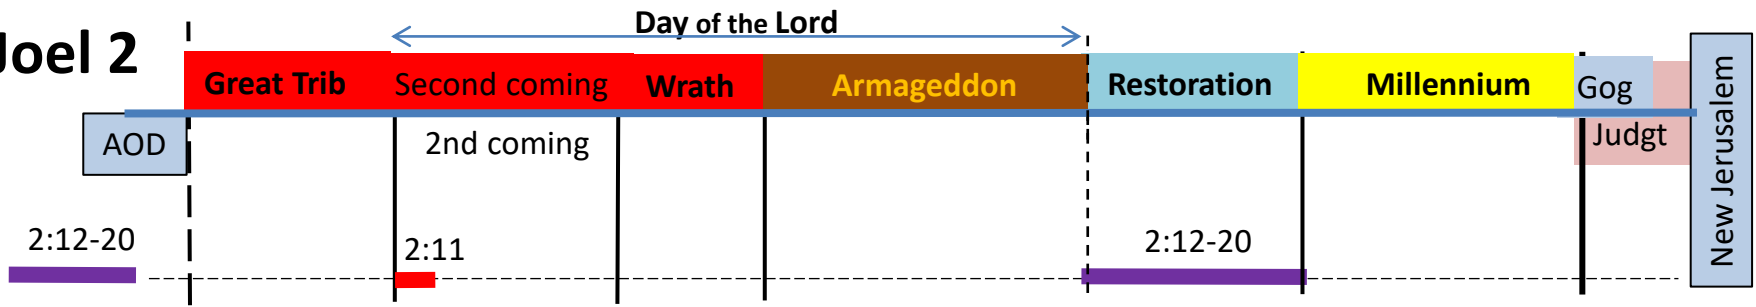 Day of the Lord
Joel 2
Great Trib
Second coming
Wrath
Armageddon
Restoration
Millennium
Gog
AOD
2nd coming
Judgt
New Jerusalem
2:12-20
2:11
2:12-20